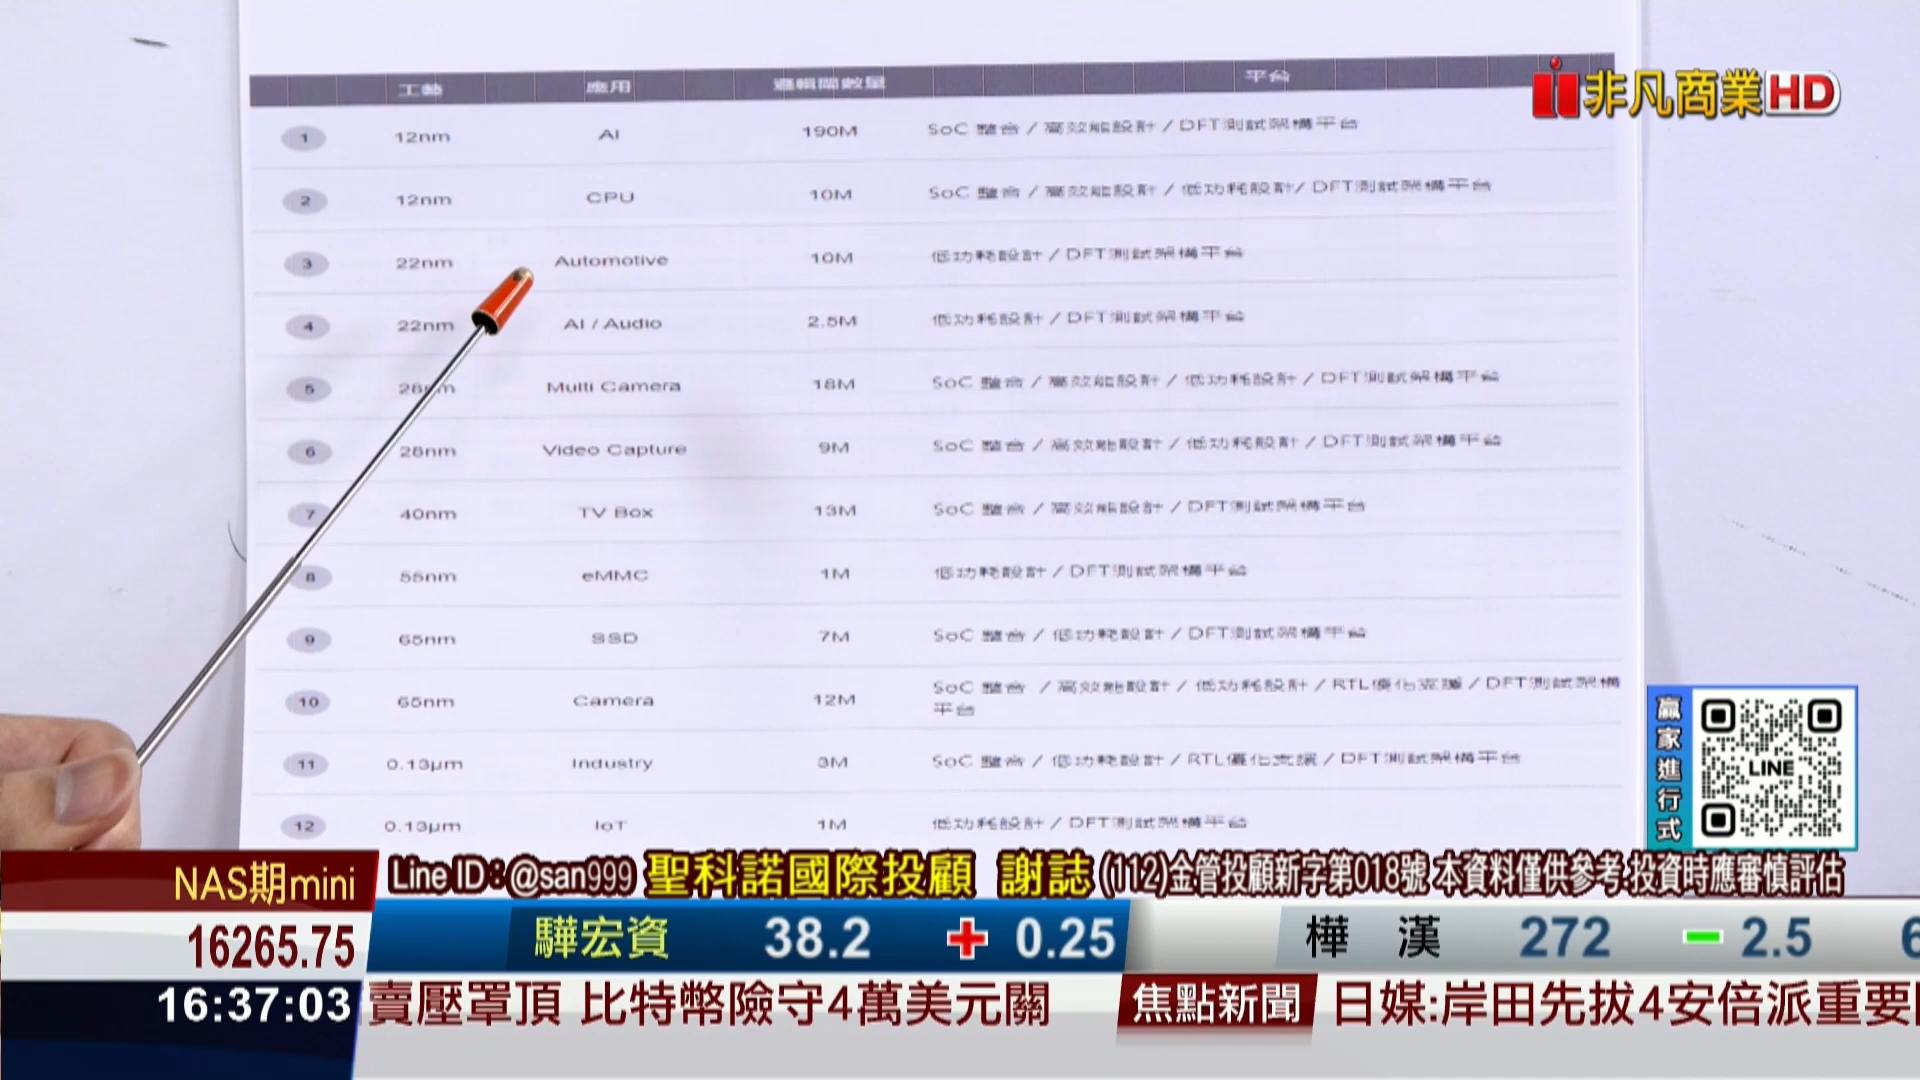 工藝 應用 邏輯閘數量 平台
非凡商業HD
1 12nm AI 190M SoC 整合 / 高效能設計 / DFT測試架構平台
2 12nm CPU 10M SoC 整合 / 高效能設計 / 低功耗設計/ DFT測試架構平台
3 22nm Automotive 10M 低功耗設計 / DFT測試架構平台
4 22nm AI / Audio 2.5M 低功耗設計 / DFT測試架構平台
5 28nm Multi Camera 18M SoC 整合 / 高效能設計 / 低功耗設計 / DFT測試架構平台
6 28nm Video Capture 9M SoC 整合 / 高效能設計 / 低功耗設計 / DFT測試架構平台
7 40nm TV Box 13M SoC 整合 / 高效能設計 / DFT測試架構平台
8 55nm eMMC 1M 低功耗設計 / DFT測試架構平台
9 65nm SSD 7M SoC 整合 / 低功耗設計 / DFT測試架構平台
10 65nm Camera 12M SoC 整合 / 高效能設計 / 低功耗設計 / RTL優化支援 / DFT測試架構
平台
11 0.13μm Industry 3M SoC 整合 / 低功耗設計 / RTL優化支援 / DFT測試架構平台
12 0.13μm IoT 1M 低功耗設計 / DFT測試架構平台
贏家進行式
LINE
NAS期mini
16265.75
16:37:03
Line ID：@san999 聖科諾國際投顧 謝誌 (112)金管投顧新字第018號 本資料僅供參考.投資時應審慎評估
驊宏資 38.2 + 0.25 樺漢 272 - 2.5 6
賣壓罩頂 比特幣險守4萬美元關 焦點新聞 日媒:岸田先拔4安倍派重要